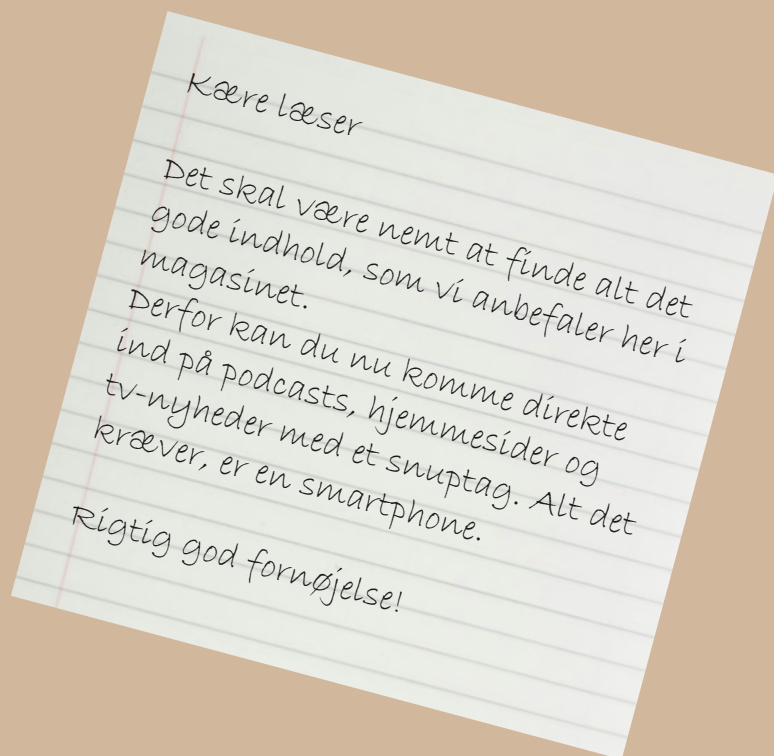 Kære læser
Det skal være nemt at finde alt det
gode indhold, som vi anbefaler her i
magasinet.
Derfor kan du nu komme direkte
ind på podcasts, hjemmesider og
tv-nyheder med et snuptag. Alt det
kræver, er en smartphone.
Rigtig god fornøjelse!